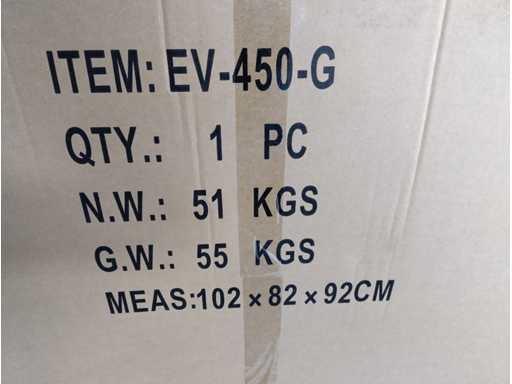 ITEM: EV-450-G
QTY.: 1 PC
N.W.: 51 KGS
G.W.: 55 KGS
MEAS:102×82×92CM